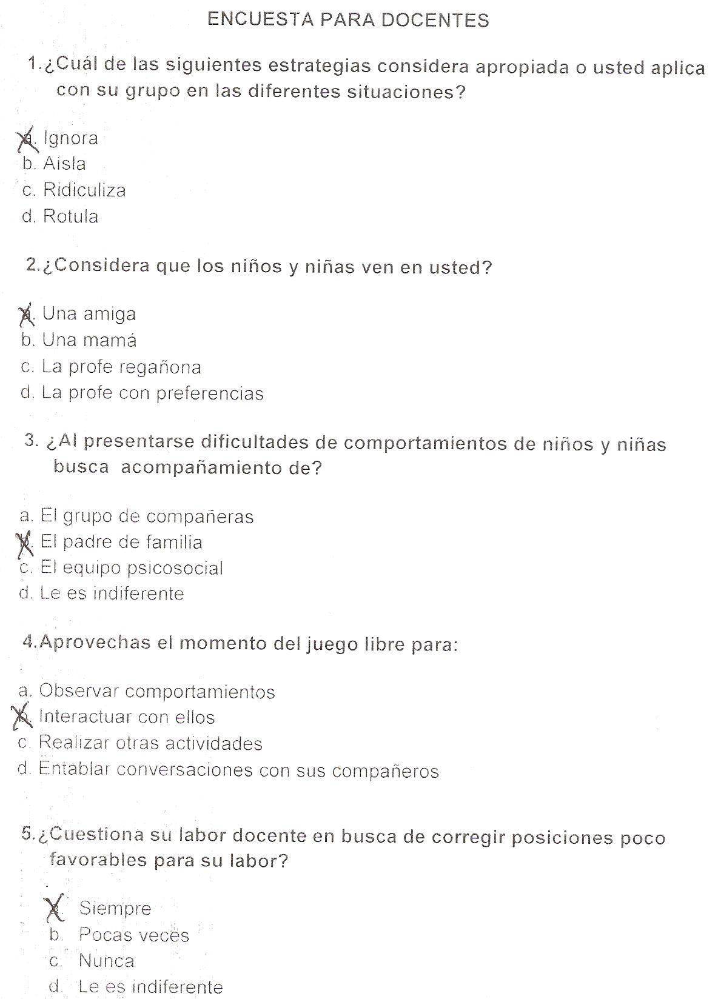 ENCUESTA PARA DOCENTES
1.¿Cuál de las siguientes estrategias considera apropiada o usted aplica
con su grupo en las diferentes situaciones?
a. Ignora
b. Aísla
c. Ridiculiza
d. Rotula
2.¿Considera que los niños y niñas ven en usted?
a. Una amiga
b. Una mamá
c. La profe regañona
d. La profe con preferencias
3. ¿Al presentarse dificultades de comportamientos de niños y niñas
busca acompañamiento de?
a. El grupo de compañeras
b. El padre de familia
c. El equipo psicosocial
d. Le es indiferente
4.Aprovechas el momento del juego libre para:
a. Observar comportamientos
b. Interactuar con ellos
c. Realizar otras actividades
d. Entablar conversaciones con sus compañeros
5.¿Cuestiona su labor docente en busca de corregir posiciones poco
favorables para su labor?
a. Siempre
b. Pocas veces
c. Nunca
d. Le es indiferente